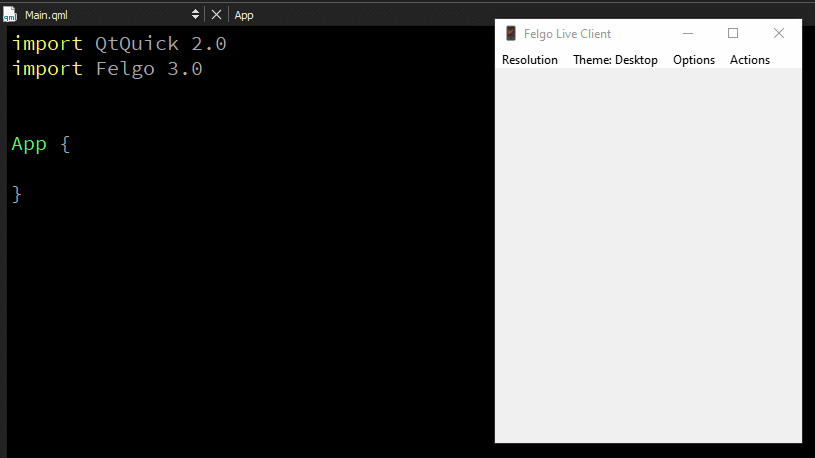 Main.qml
App
import QtQuick 2.0
import Felgo 3.0
App {
}
Felgo Live Client
Resolution Theme: Desktop Options Actions